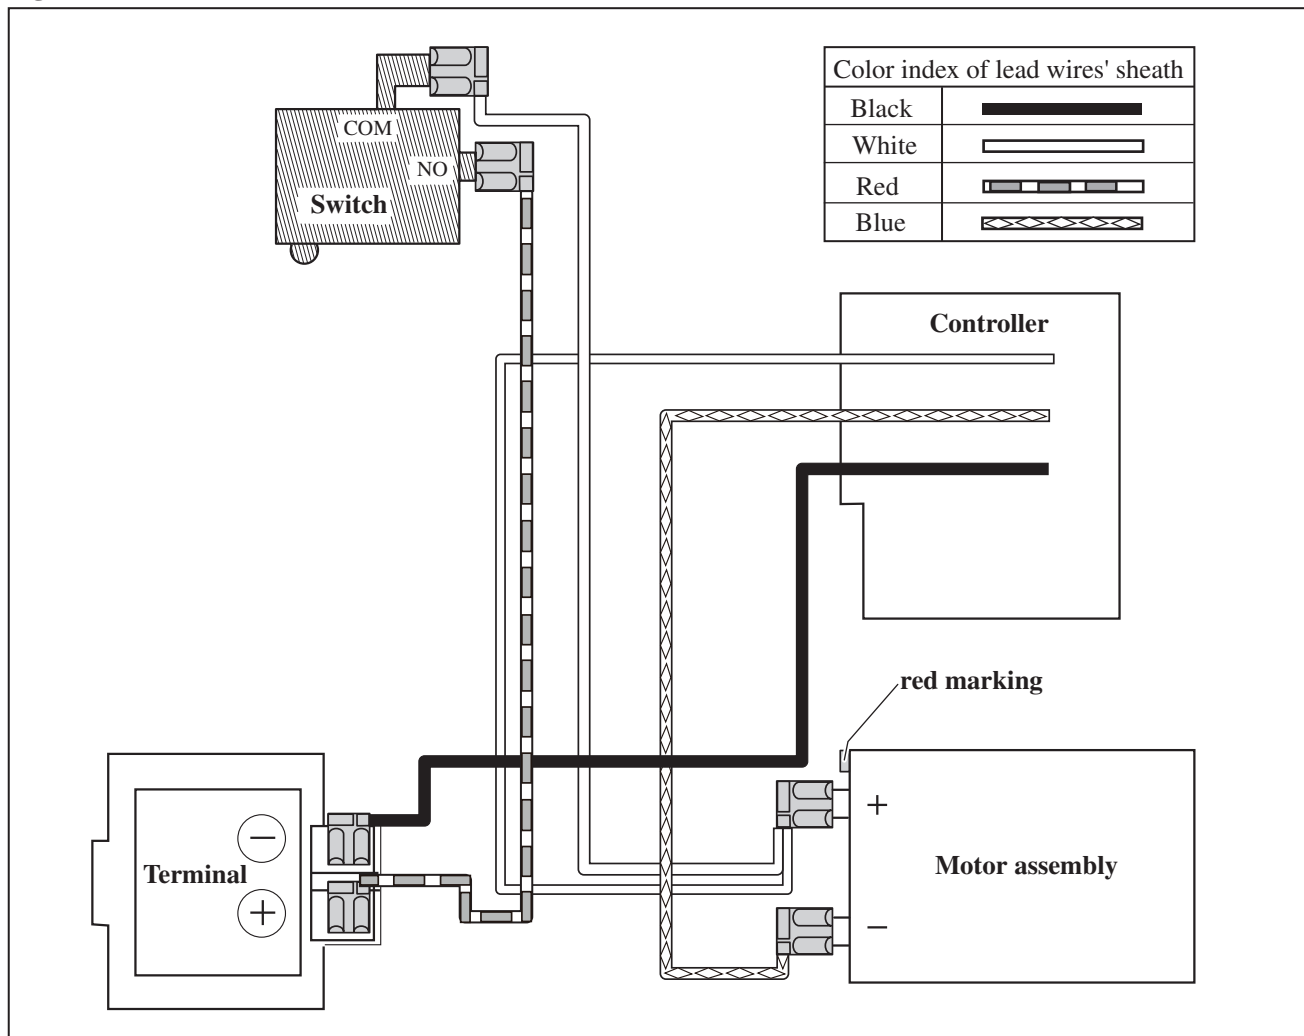 COM
NO
Switch
Color index of lead wires' sheath
Black
White
Red
Blue
Controller
red marking
Terminal
−
+
+
−
Motor assembly